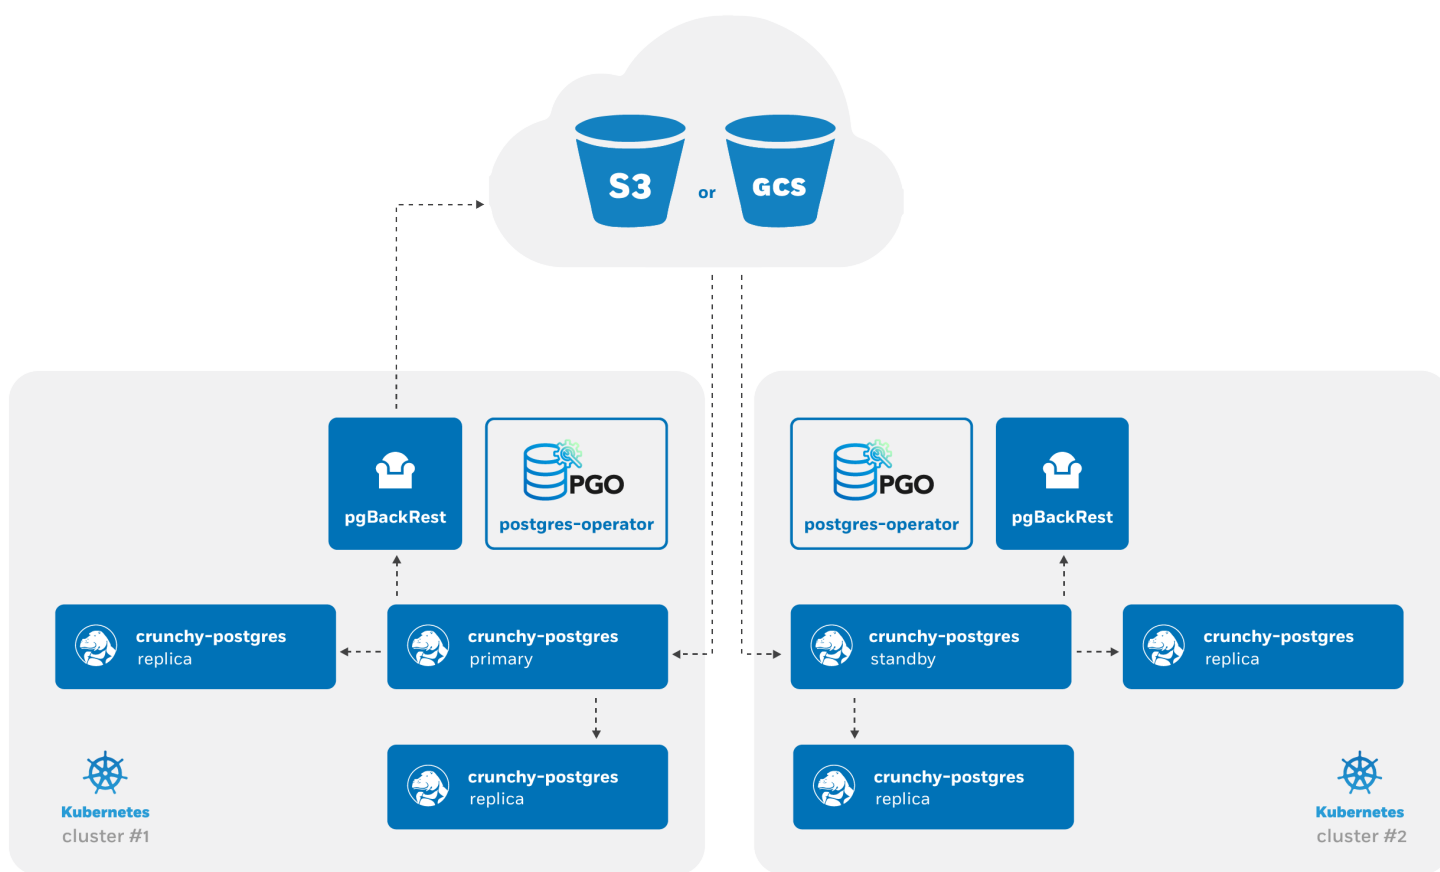 S3
or
GCS
pgBackRest
PGO
postgres-operator
crunchy-postgres
replica
crunchy-postgres
primary
crunchy-postgres
replica
Kubernetes
cluster #1
PGO
postgres-operator
pgBackRest
crunchy-postgres
standby
crunchy-postgres
replica
crunchy-postgres
replica
Kubernetes
cluster #2